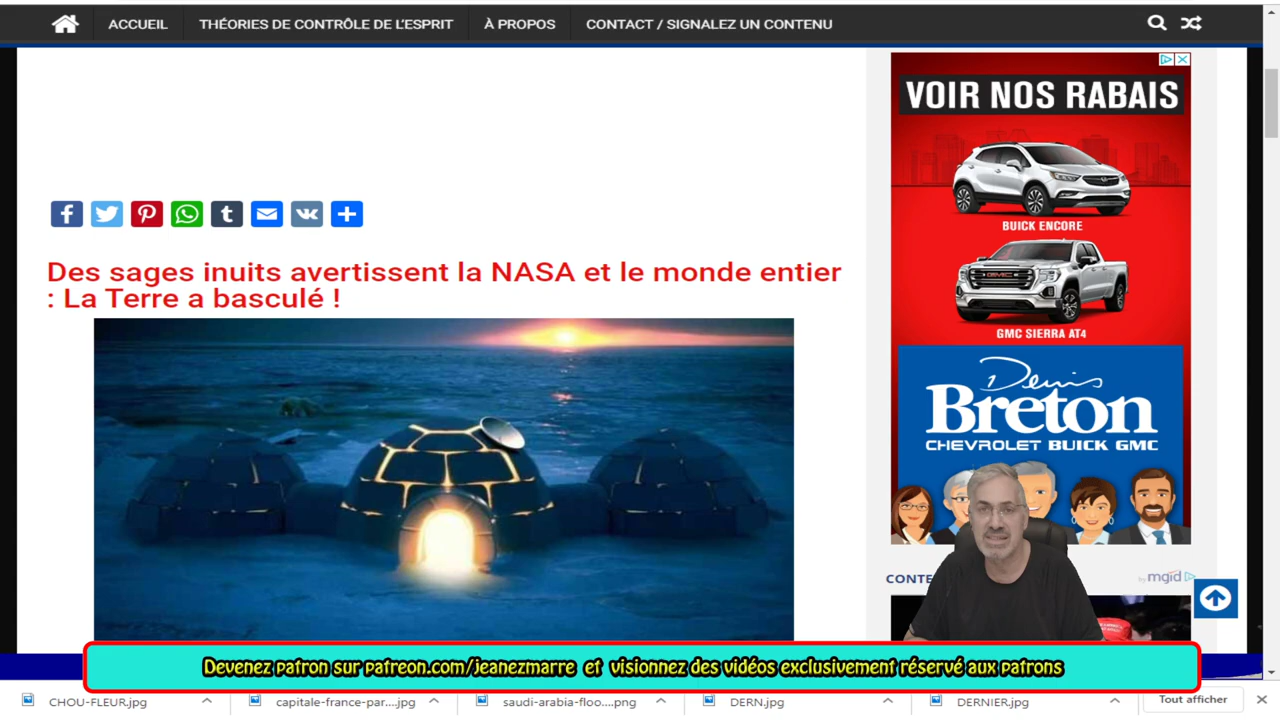 ACCUEIL THÉORIES DE CONTRÔLE DE L'ESPRIT À PROPOS CONTACT / SIGNALEZ UN CONTENU
Des sages inuits avertissent la NASA et le monde entier
: La Terre a basculé !
VOIR NOS RABAIS
BUICK ENCORE
GMC SIERRA AT4
Denis
Breton
CHEVROLET BUICK GMC
CONTE
by mgid
Devenez patron sur patreon.com/jeanezmarre et visionnez des vidéos exclusivement réservé aux patrons
CHOU-FLEUR.jpg capitale-france-par....jpg saudi-arabia-floo....png DERN.jpg DERNIER.jpg Tout afficher